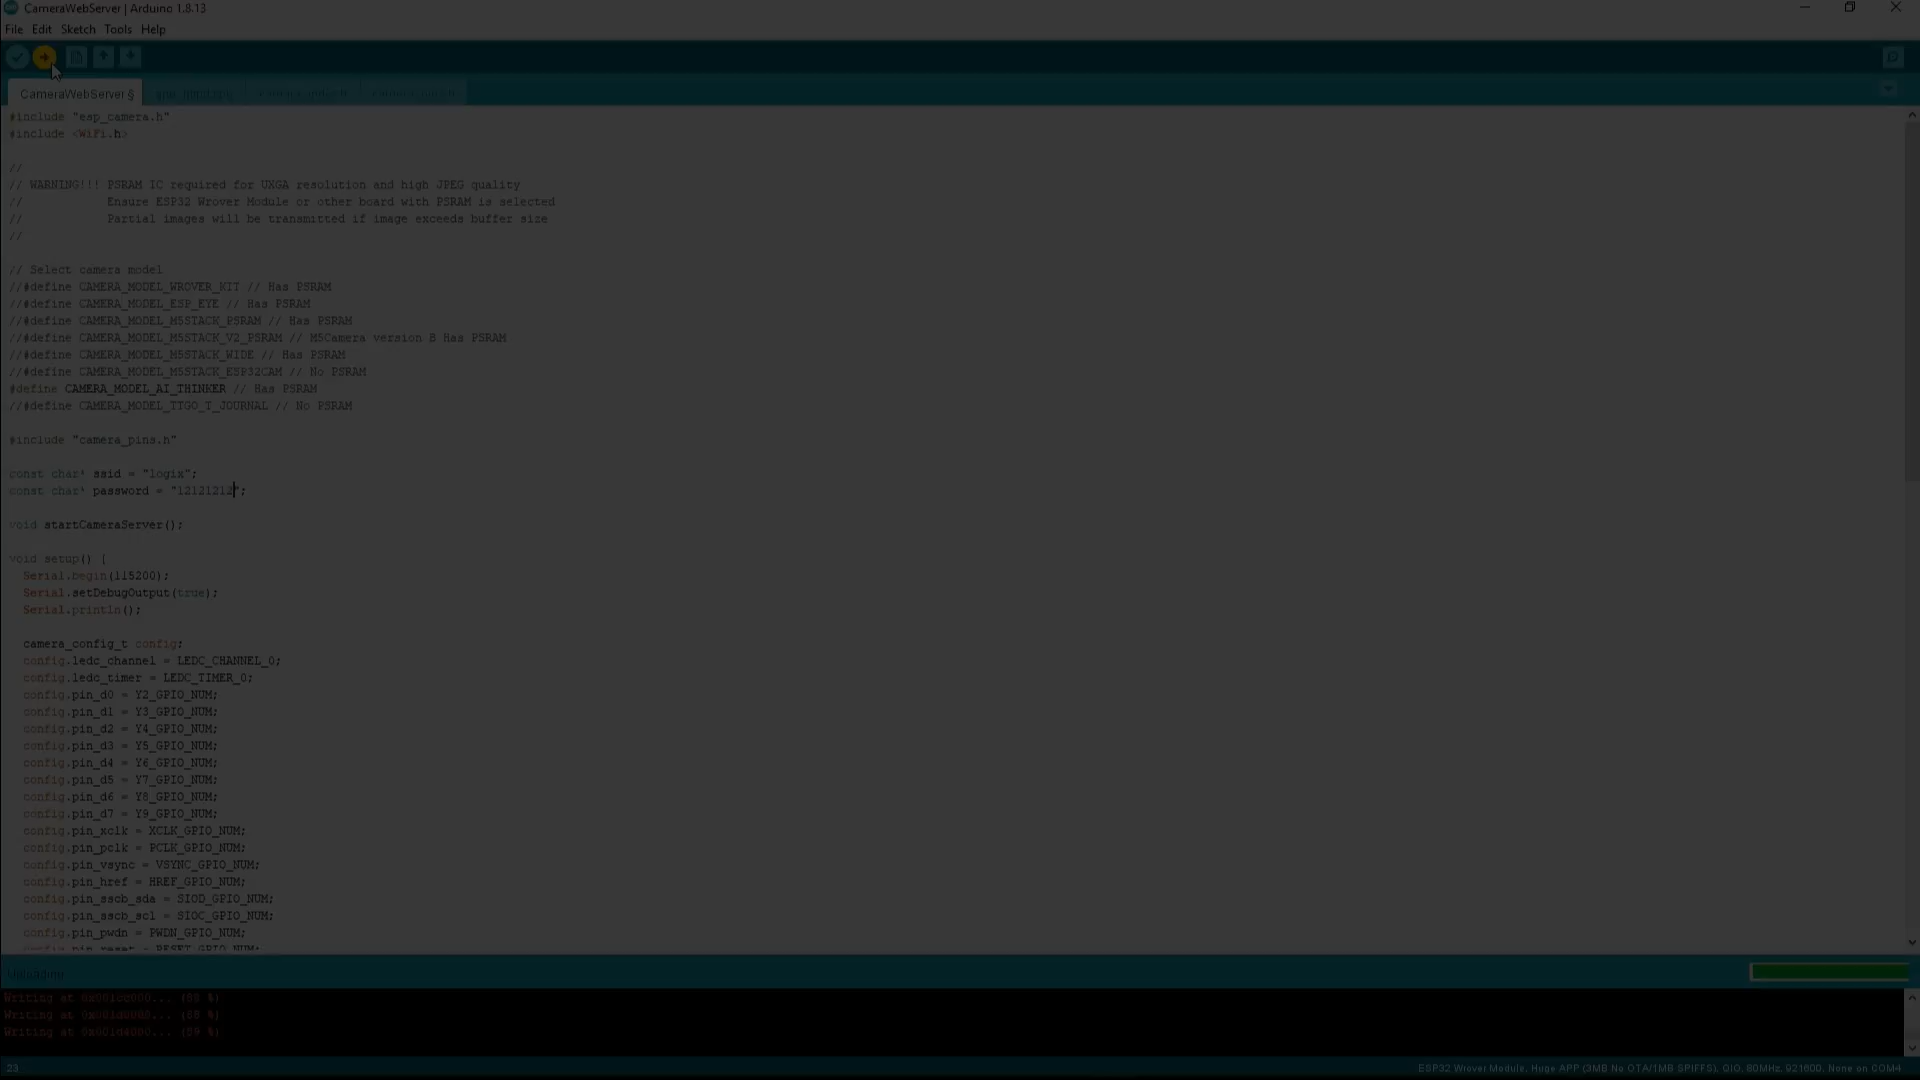 CameraWebServer | Arduino 1.8.13
File Edit Sketch Tools Help
CameraWebServer § app_httpd.cpp camera_index.h camera_pins.h
#include "esp_camera.h"
#include <WiFi.h>
//
// WARNING!!! PSRAM IC required for UXGA resolution and high JPEG quality
// Ensure ESP32 Wrover Module or other board with PSRAM is selected
// Partial images will be transmitted if image exceeds buffer size
//
// Select camera model
//#define CAMERA_MODEL_WROVER_KIT // Has PSRAM
//#define CAMERA_MODEL_ESP_EYE // Has PSRAM
//#define CAMERA_MODEL_M5STACK_PSRAM // Has PSRAM
//#define CAMERA_MODEL_M5STACK_V2_PSRAM // M5Camera version B Has PSRAM
//#define CAMERA_MODEL_M5STACK_WIDE // Has PSRAM
//#define CAMERA_MODEL_M5STACK_ESP32CAM // No PSRAM
#define CAMERA_MODEL_AI_THINKER // Has PSRAM
//#define CAMERA_MODEL_TTGO_T_JOURNAL // No PSRAM
#include "camera_pins.h"
const char* ssid = "logix";
const char* password = "12121212";
void startCameraServer();
void setup() {
Serial.begin(115200);
Serial.setDebugOutput(true);
Serial.println();
camera_config_t config;
config.ledc_channel = LEDC_CHANNEL_0;
config.ledc_timer = LEDC_TIMER_0;
config.pin_d0 = Y2_GPIO_NUM;
config.pin_d1 = Y3_GPIO_NUM;
config.pin_d2 = Y4_GPIO_NUM;
config.pin_d3 = Y5_GPIO_NUM;
config.pin_d4 = Y6_GPIO_NUM;
config.pin_d5 = Y7_GPIO_NUM;
config.pin_d6 = Y8_GPIO_NUM;
config.pin_d7 = Y9_GPIO_NUM;
config.pin_xclk = XCLK_GPIO_NUM;
config.pin_pclk = PCLK_GPIO_NUM;
config.pin_vsync = VSYNC_GPIO_NUM;
config.pin_href = HREF_GPIO_NUM;
config.pin_sscb_sda = SIOD_GPIO_NUM;
config.pin_sscb_scl = SIOC_GPIO_NUM;
config.pin_pwdn = PWDN_GPIO_NUM;
config.pin_reset = RESET_GPIO_NUM;
Uploading...
Writing at
Writing at
Writing at
23 ESP32 Wrover Module, Huge APP (3MB No OTA/1MB SPIFFS), QIO, 80MHz, 921600, None on COM4